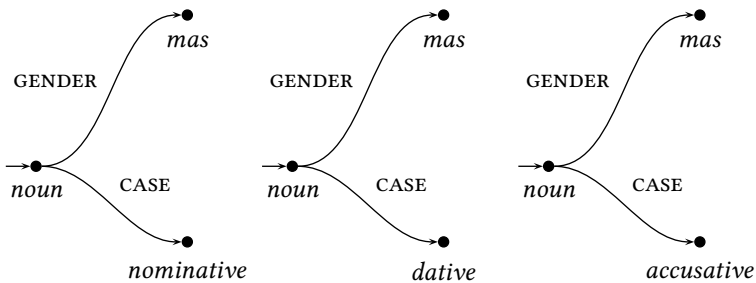 mas mas mas
GENDER GENDER GENDER
noun CASE noun CASE noun CASE
nominative dative accusative